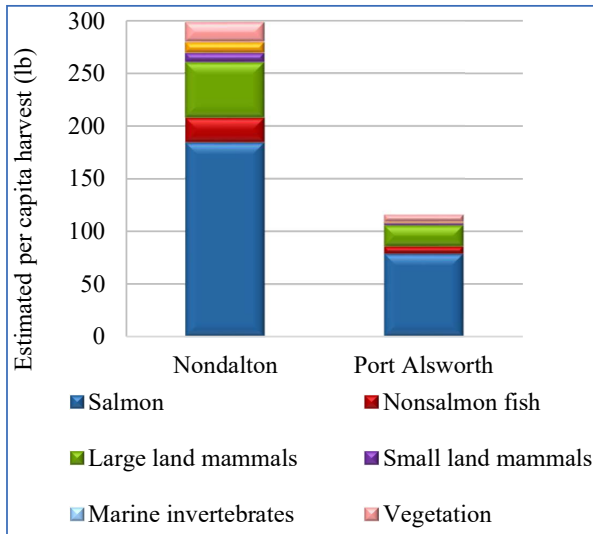 Estimated per capita harvest (lb)
300
250
200
150
100
50
0
Nondalton Port Alsworth
Salmon Nonsalmon fish
Large land mammals Small land mammals
Marine invertebrates Vegetation